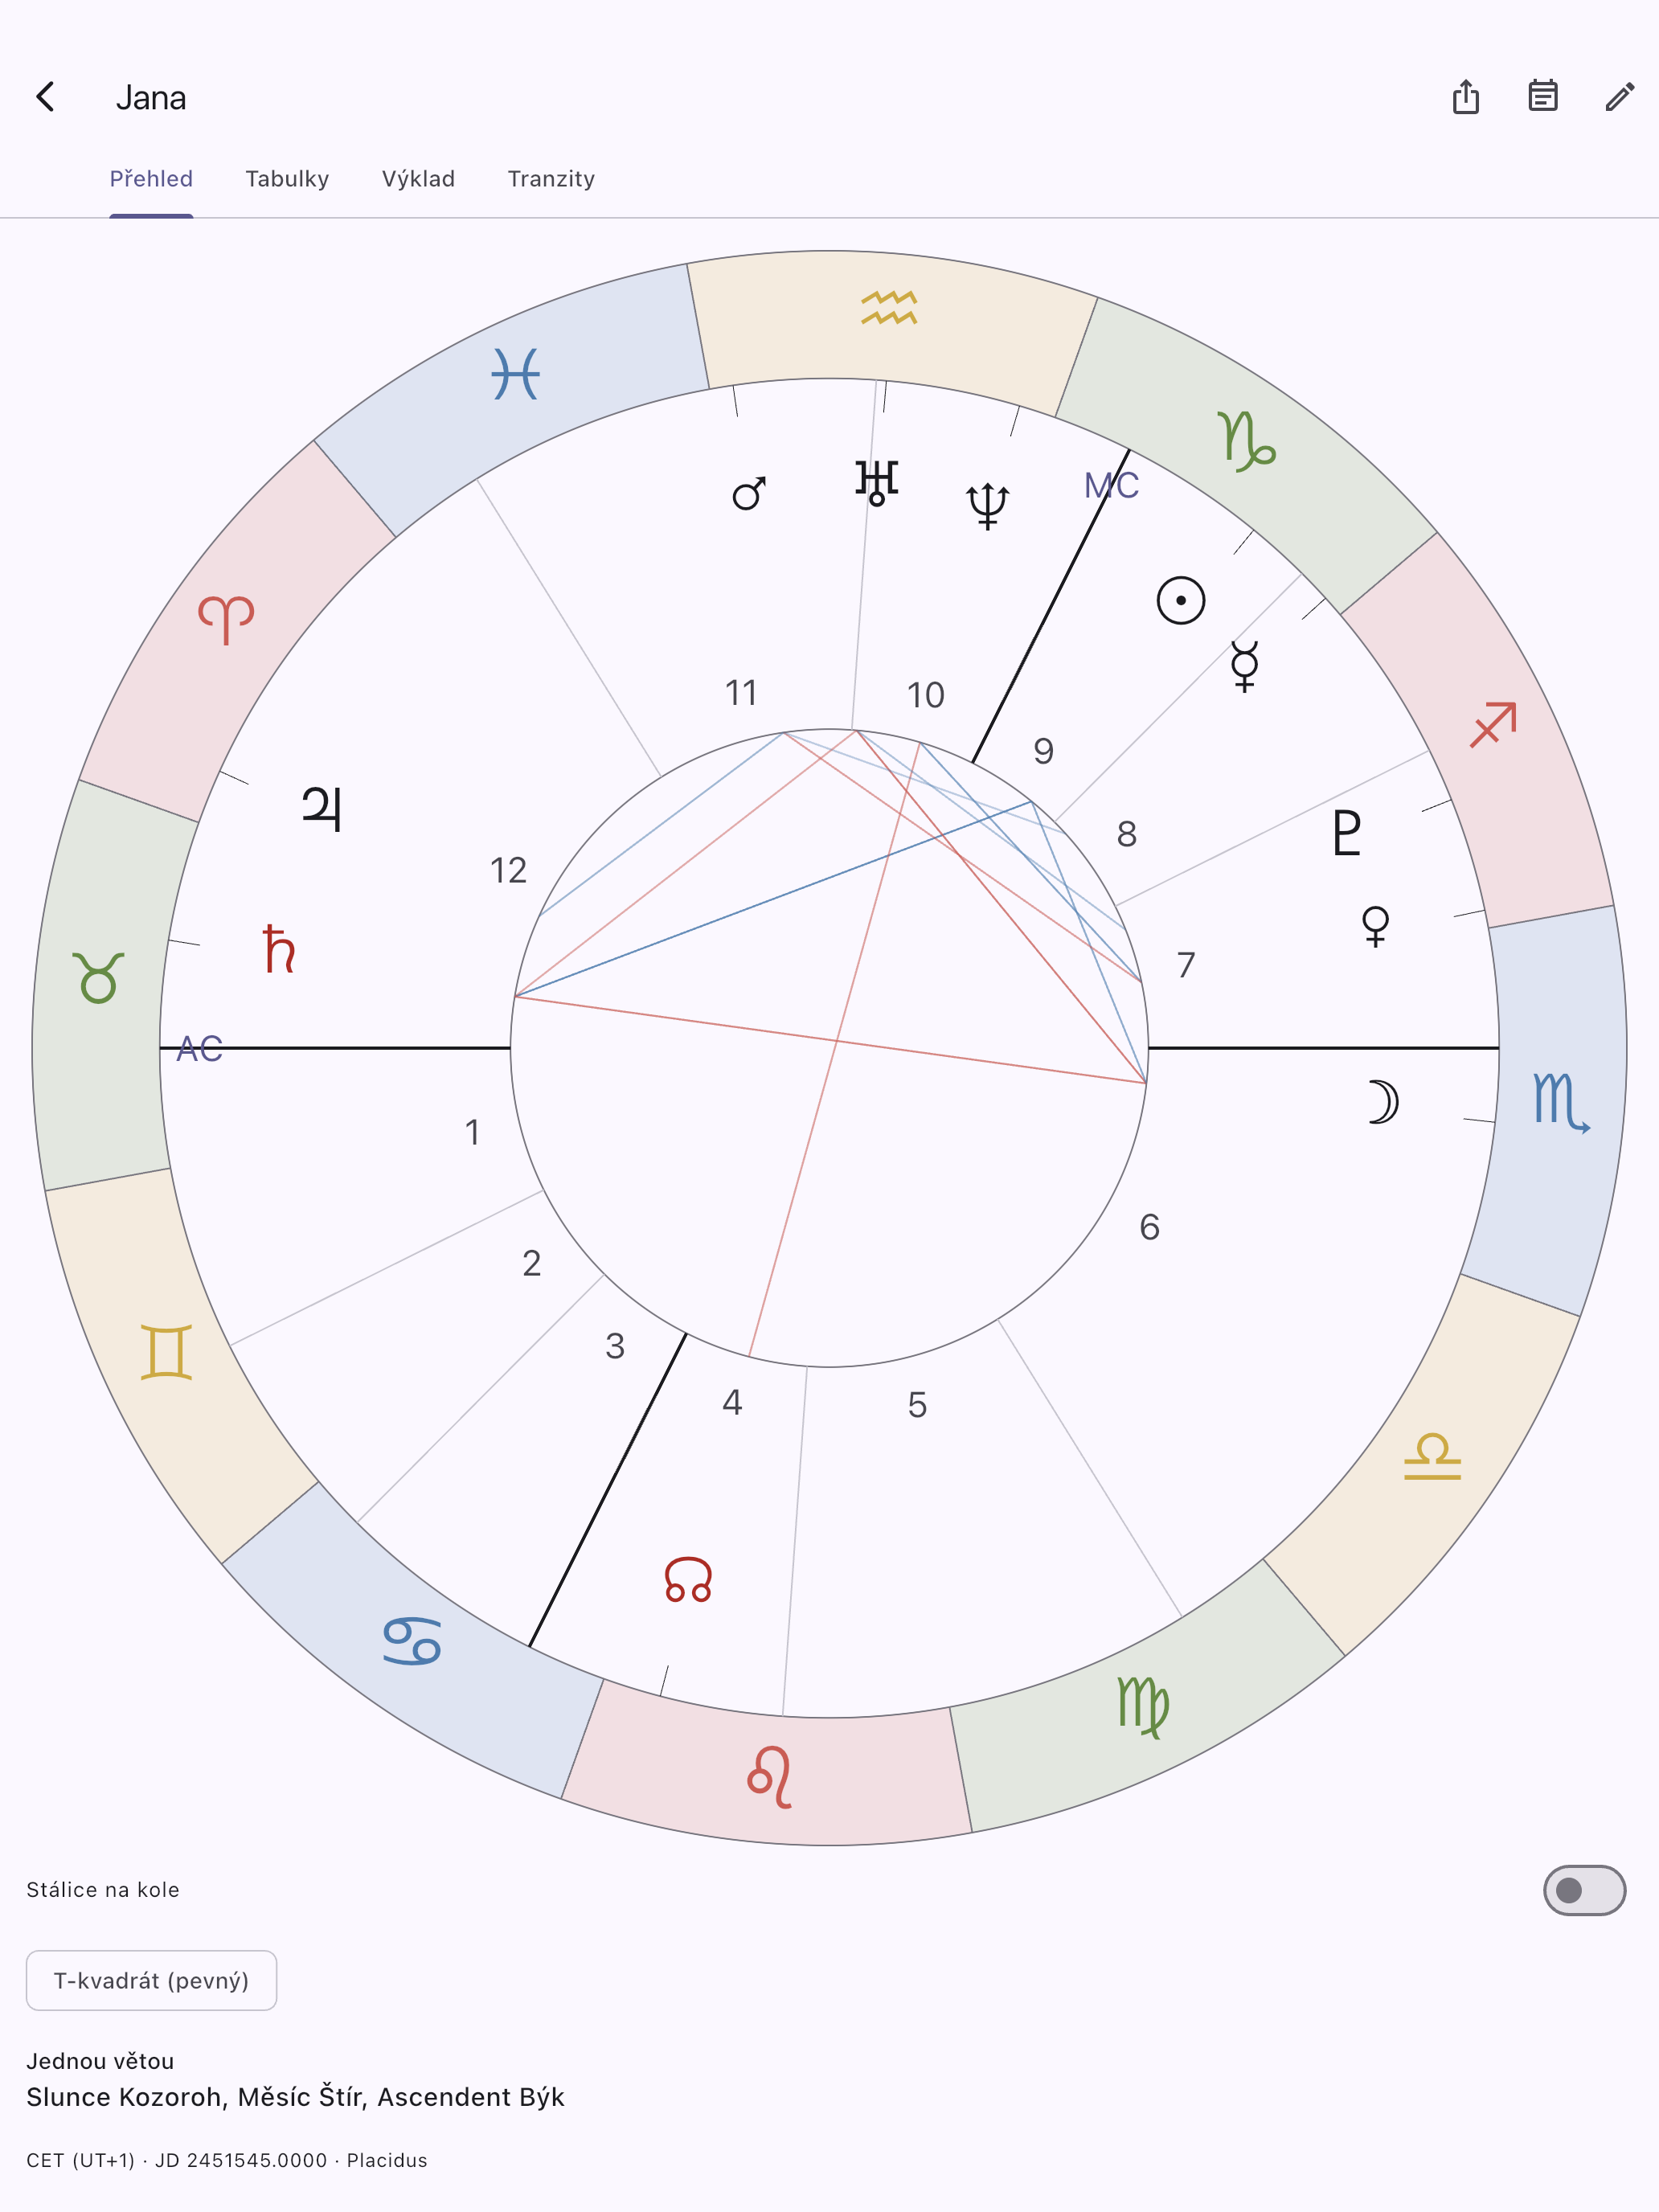 Jana
Přehled Tabulky Výklad Tranzity
MC
11 10
9
12 8
7
AC
1
6
2
3
4 5
Stálice na kole
T-kvadrát (pevný)
Jednou větou
Slunce Kozoroh, Měsíc Štír, Ascendent Býk
CET (UT+1) · JD 2451545.0000 · Placidus